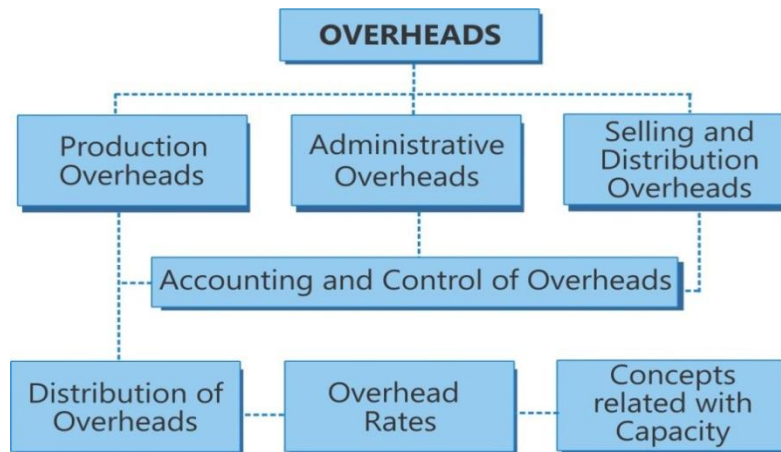 OVERHEADS
Production
Overheads
Administrative
Overheads
Selling and
Distribution
Overheads
Accounting and Control of Overheads
Distribution of
Overheads
Overhead
Rates
Concepts
related with
Capacity